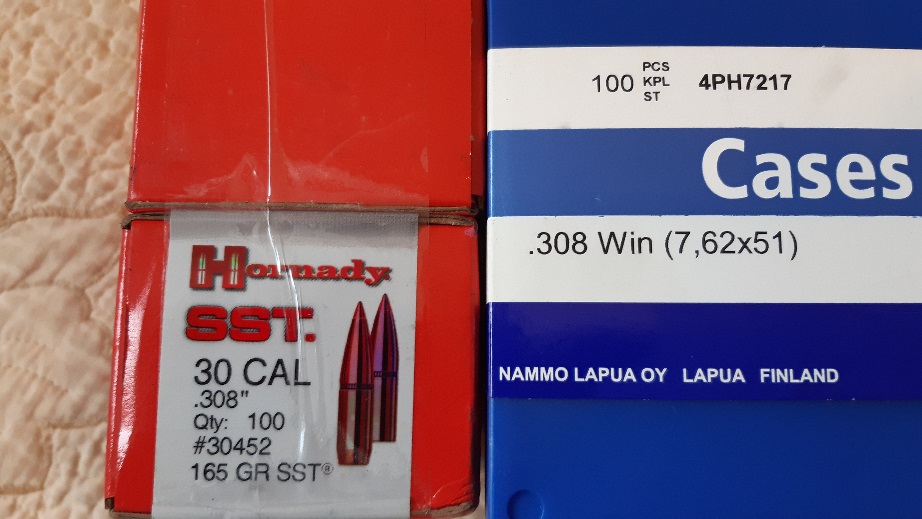 Hornady
SST.
30 CAL
.308"
Qty: 100
#30452
165 GR SST®
100 PCS KPL ST 4PH7217
Cases
.308 Win (7,62x51)
NAMMO LAPUA OY LAPUA FINLAND